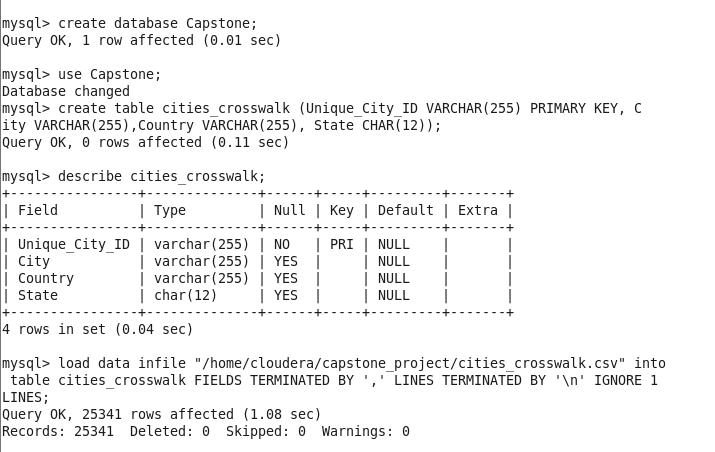 mysql> create database Capstone;
Query OK, 1 row affected (0.01 sec)
mysql> use Capstone;
Database changed
mysql> create table cities_crosswalk (Unique_City_ID VARCHAR(255) PRIMARY KEY, C
ity VARCHAR(255),Country VARCHAR(255), State CHAR(12));
Query OK, 0 rows affected (0.11 sec)
mysql> describe cities_crosswalk;
+----------------+--------------+------+-----+---------+-------+
| Field          | Type         | Null | Key | Default | Extra |
+----------------+--------------+------+-----+---------+-------+
| Unique_City_ID | varchar(255) | NO   | PRI | NULL    |       |
| City           | varchar(255) | YES  |     | NULL    |       |
| Country        | varchar(255) | YES  |     | NULL    |       |
| State          | char(12)     | YES  |     | NULL    |       |
+----------------+--------------+------+-----+---------+-------+
4 rows in set (0.04 sec)
mysql> load data infile "/home/cloudera/capstone_project/cities_crosswalk.csv" into
 table cities_crosswalk FIELDS TERMINATED BY ',' LINES TERMINATED BY '\n' IGNORE 1
LINES;
Query OK, 25341 rows affected (1.08 sec)
Records: 25341  Deleted: 0  Skipped: 0  Warnings: 0